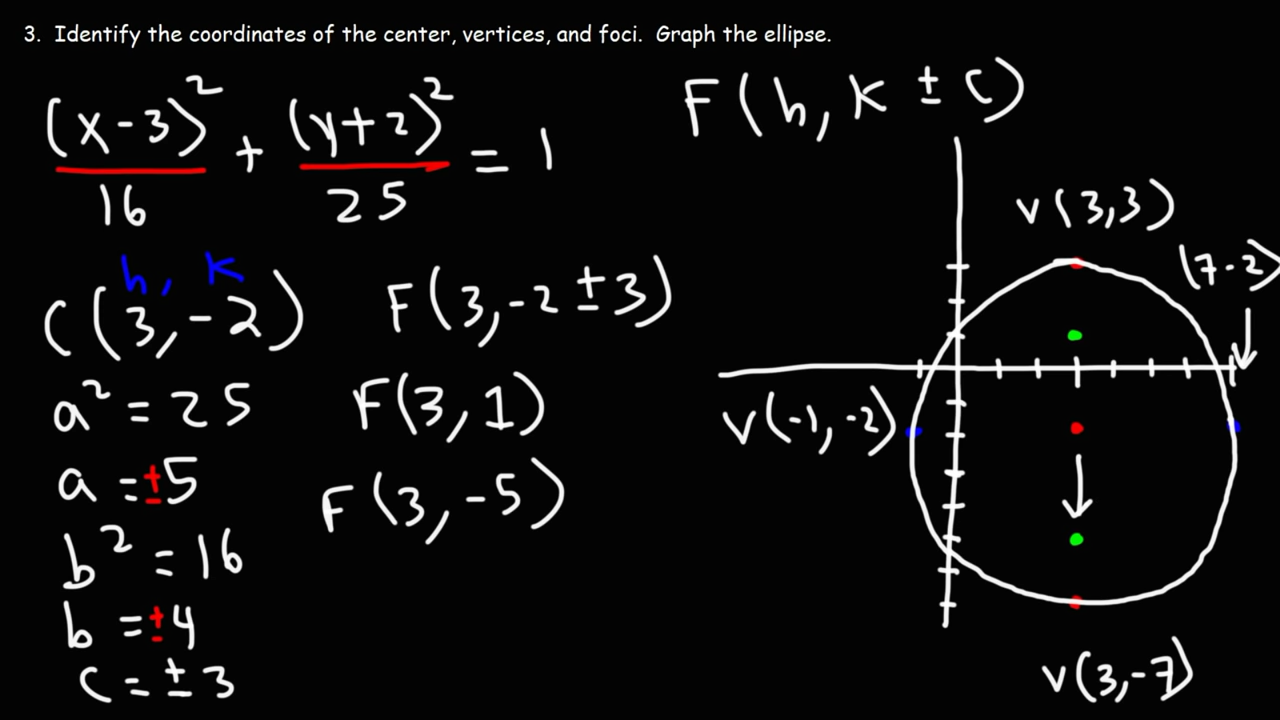 3. Identify the coordinates of the center, vertices, and foci. Graph the ellipse.
(x-3)²/16 + (y+2)²/25 = 1
F(h, k ± c)
h, k
C(3, -2)
a² = 25
a = ±5
b² = 16
b = ±4
c = ±3
F(3, -2 ± 3)
F(3, 1)
F(3, -5)
V(3,3)
(7-2)
V(-1, -2)
V(3, -7)